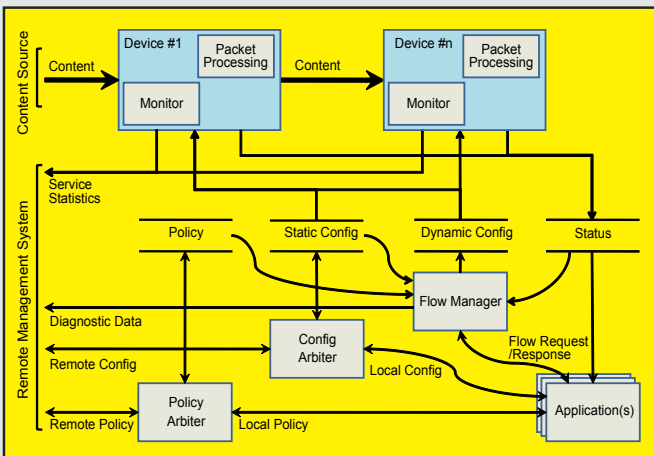 Content Source
Content
Device #1
Packet
Processing
Monitor
Content
Device #n
Packet
Processing
Monitor
Remote Management System
Service
Statistics
Policy
Static Config
Dynamic Config
Status
Flow Manager
Diagnostic Data
Config
Arbiter
Flow Request
/Response
Remote Config
Local Config
Policy
Arbiter
Application(s)
Remote Policy
Local Policy